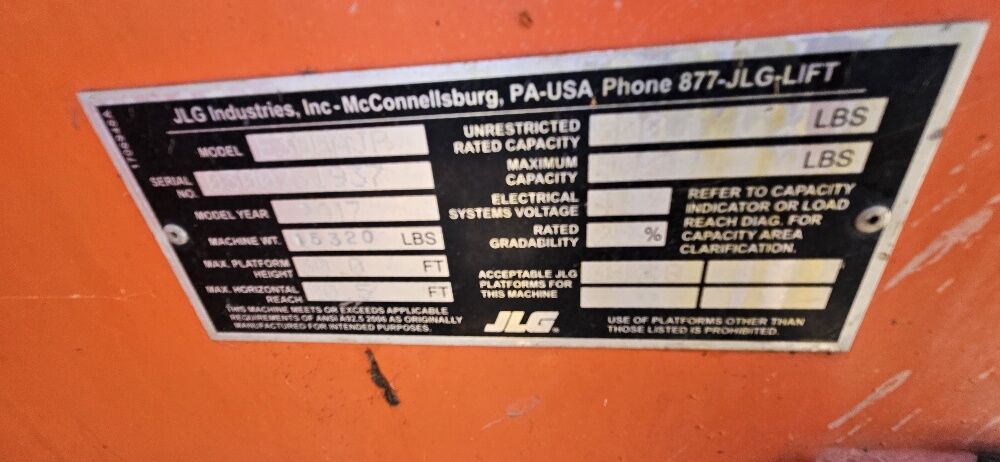 JLG Industries, Inc - McConnellsburg, PA-USA Phone 877-JLG-LIFT
MODEL
SERIAL NO.
MODEL YEAR 2017
MACHINE WT. 16320 LBS
MAX. PLATFORM HEIGHT FT
MAX. HORIZONTAL REACH FT
THIS MACHINE MEETS OR EXCEEDS APPLICABLE
REQUIREMENTS OF ANSI A92.5 2006 AS ORIGINALLY
MANUFACTURED FOR INTENDED PURPOSES.
UNRESTRICTED
RATED CAPACITY LBS
MAXIMUM
CAPACITY LBS
ELECTRICAL
SYSTEMS VOLTAGE
RATED
GRADABILITY %
REFER TO CAPACITY
INDICATOR OR LOAD
REACH DIAG. FOR
CAPACITY AREA
CLARIFICATION.
ACCEPTABLE JLG
PLATFORMS FOR
THIS MACHINE
JLG
USE OF PLATFORMS OTHER THAN
THOSE LISTED IS PROHIBITED.